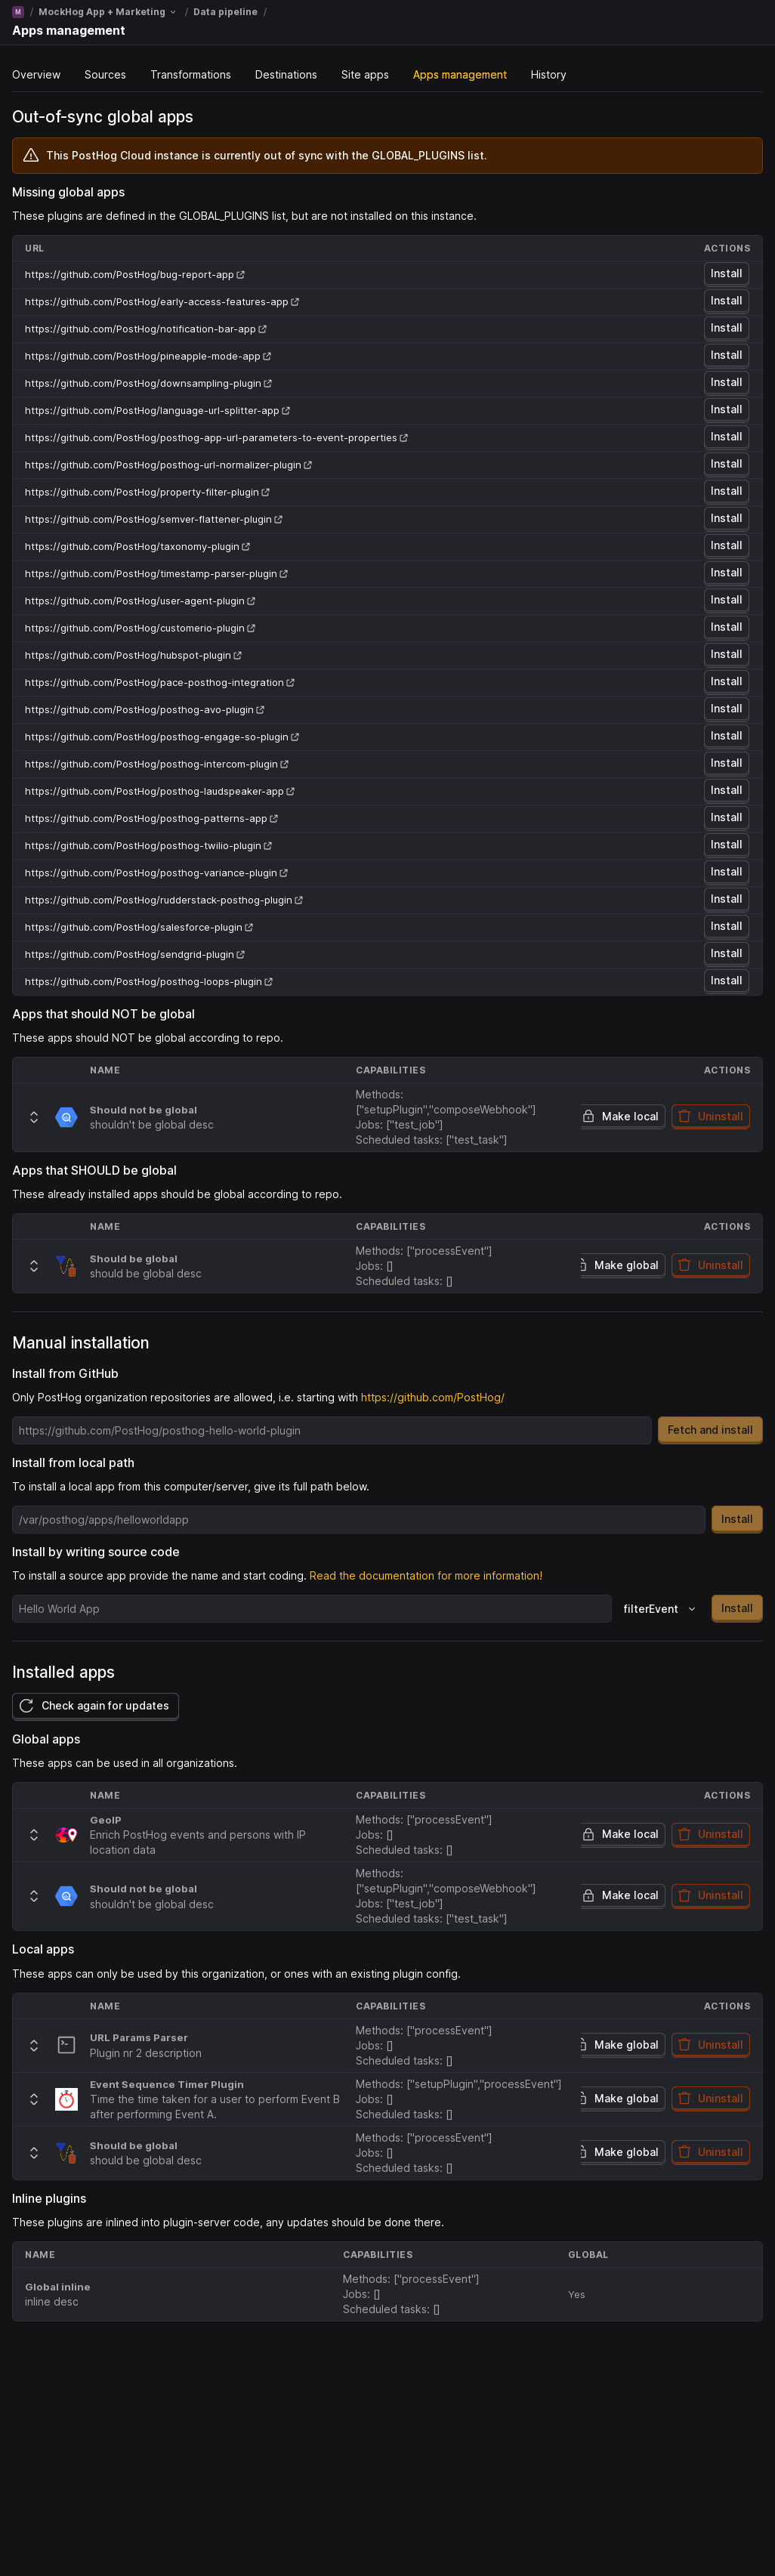 M / MockHog App + Marketing / Data pipeline /
Apps management
Overview Sources Transformations Destinations Site apps Apps management History
Out-of-sync global apps
This PostHog Cloud instance is currently out of sync with the GLOBAL_PLUGINS list.
Missing global apps
These plugins are defined in the GLOBAL_PLUGINS list, but are not installed on this instance.
URL ACTIONS
https://github.com/PostHog/bug-report-app Install
https://github.com/PostHog/early-access-features-app Install
https://github.com/PostHog/notification-bar-app Install
https://github.com/PostHog/pineapple-mode-app Install
https://github.com/PostHog/downsampling-plugin Install
https://github.com/PostHog/language-url-splitter-app Install
https://github.com/PostHog/posthog-app-url-parameters-to-event-properties Install
https://github.com/PostHog/posthog-url-normalizer-plugin Install
https://github.com/PostHog/property-filter-plugin Install
https://github.com/PostHog/semver-flattener-plugin Install
https://github.com/PostHog/taxonomy-plugin Install
https://github.com/PostHog/timestamp-parser-plugin Install
https://github.com/PostHog/user-agent-plugin Install
https://github.com/PostHog/customerio-plugin Install
https://github.com/PostHog/hubspot-plugin Install
https://github.com/PostHog/pace-posthog-integration Install
https://github.com/PostHog/posthog-avo-plugin Install
https://github.com/PostHog/posthog-engage-so-plugin Install
https://github.com/PostHog/posthog-intercom-plugin Install
https://github.com/PostHog/posthog-laudspeaker-app Install
https://github.com/PostHog/posthog-patterns-app Install
https://github.com/PostHog/posthog-twilio-plugin Install
https://github.com/PostHog/posthog-variance-plugin Install
https://github.com/PostHog/rudderstack-posthog-plugin Install
https://github.com/PostHog/salesforce-plugin Install
https://github.com/PostHog/sendgrid-plugin Install
https://github.com/PostHog/posthog-loops-plugin Install
Apps that should NOT be global
These apps should NOT be global according to repo.
NAME CAPABILITIES ACTIONS
Should not be global
shouldn't be global desc
Methods:
["setupPlugin","composeWebhook"]
Jobs: ["test_job"]
Scheduled tasks: ["test_task"]
Make local Uninstall
Apps that SHOULD be global
These already installed apps should be global according to repo.
NAME CAPABILITIES ACTIONS
Should be global
should be global desc
Methods: ["processEvent"]
Jobs: []
Scheduled tasks: []
Make global Uninstall
Manual installation
Install from GitHub
Only PostHog organization repositories are allowed, i.e. starting with https://github.com/PostHog/
https://github.com/PostHog/posthog-hello-world-plugin Fetch and install
Install from local path
To install a local app from this computer/server, give its full path below.
/var/posthog/apps/helloworldapp Install
Install by writing source code
To install a source app provide the name and start coding. Read the documentation for more information!
Hello World App filterEvent Install
Installed apps
Check again for updates
Global apps
These apps can be used in all organizations.
NAME CAPABILITIES ACTIONS
GeoIP
Enrich PostHog events and persons with IP
location data
Methods: ["processEvent"]
Jobs: []
Scheduled tasks: []
Make local Uninstall
Should not be global
shouldn't be global desc
Methods:
["setupPlugin","composeWebhook"]
Jobs: ["test_job"]
Scheduled tasks: ["test_task"]
Make local Uninstall
Local apps
These apps can only be used by this organization, or ones with an existing plugin config.
NAME CAPABILITIES ACTIONS
URL Params Parser
Plugin nr 2 description
Methods: ["processEvent"]
Jobs: []
Scheduled tasks: []
Make global Uninstall
Event Sequence Timer Plugin
Time the time taken for a user to perform Event B
after performing Event A.
Methods: ["setupPlugin","processEvent"]
Jobs: []
Scheduled tasks: []
Make global Uninstall
Should be global
should be global desc
Methods: ["processEvent"]
Jobs: []
Scheduled tasks: []
Make global Uninstall
Inline plugins
These plugins are inlined into plugin-server code, any updates should be done there.
NAME CAPABILITIES GLOBAL
Global inline
inline desc
Methods: ["processEvent"]
Jobs: []
Scheduled tasks: []
Yes